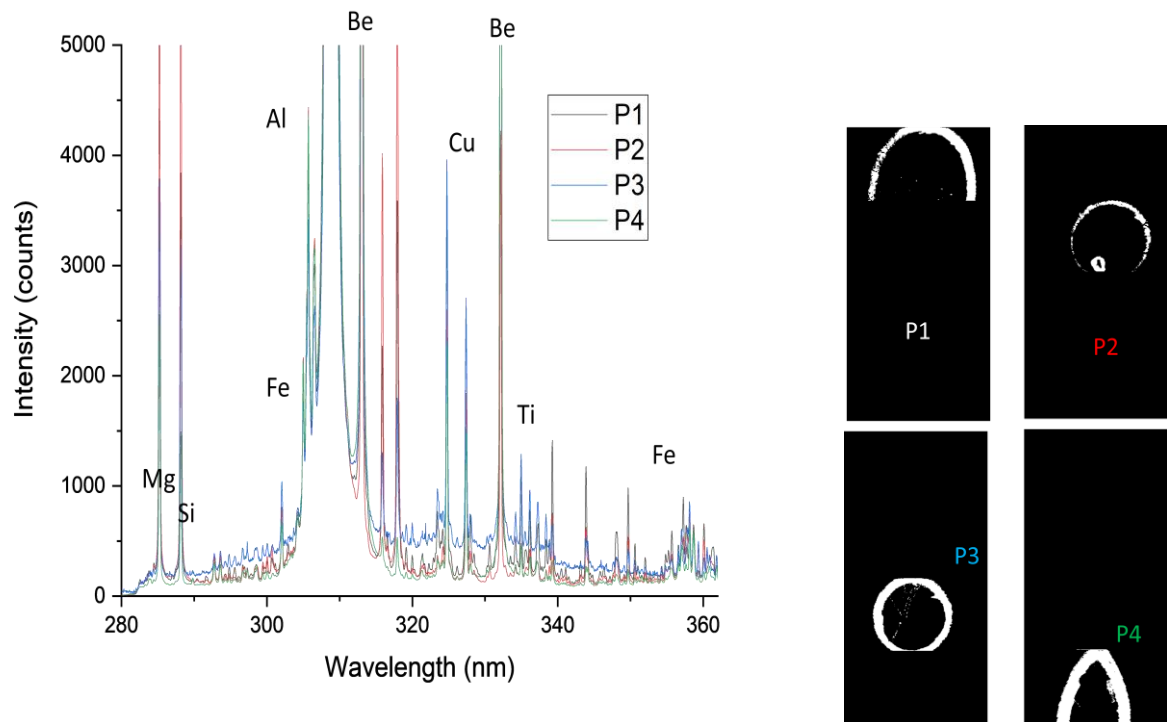 Be
Be
5000
Al
P1
P2
P3
P4
Cu
4000
3000
2000
1000
0
Intensity (counts)
Fe
Ti
Mg
Si
Fe
280
300
320
340
360
Wavelength (nm)
P1
P2
P3
P4